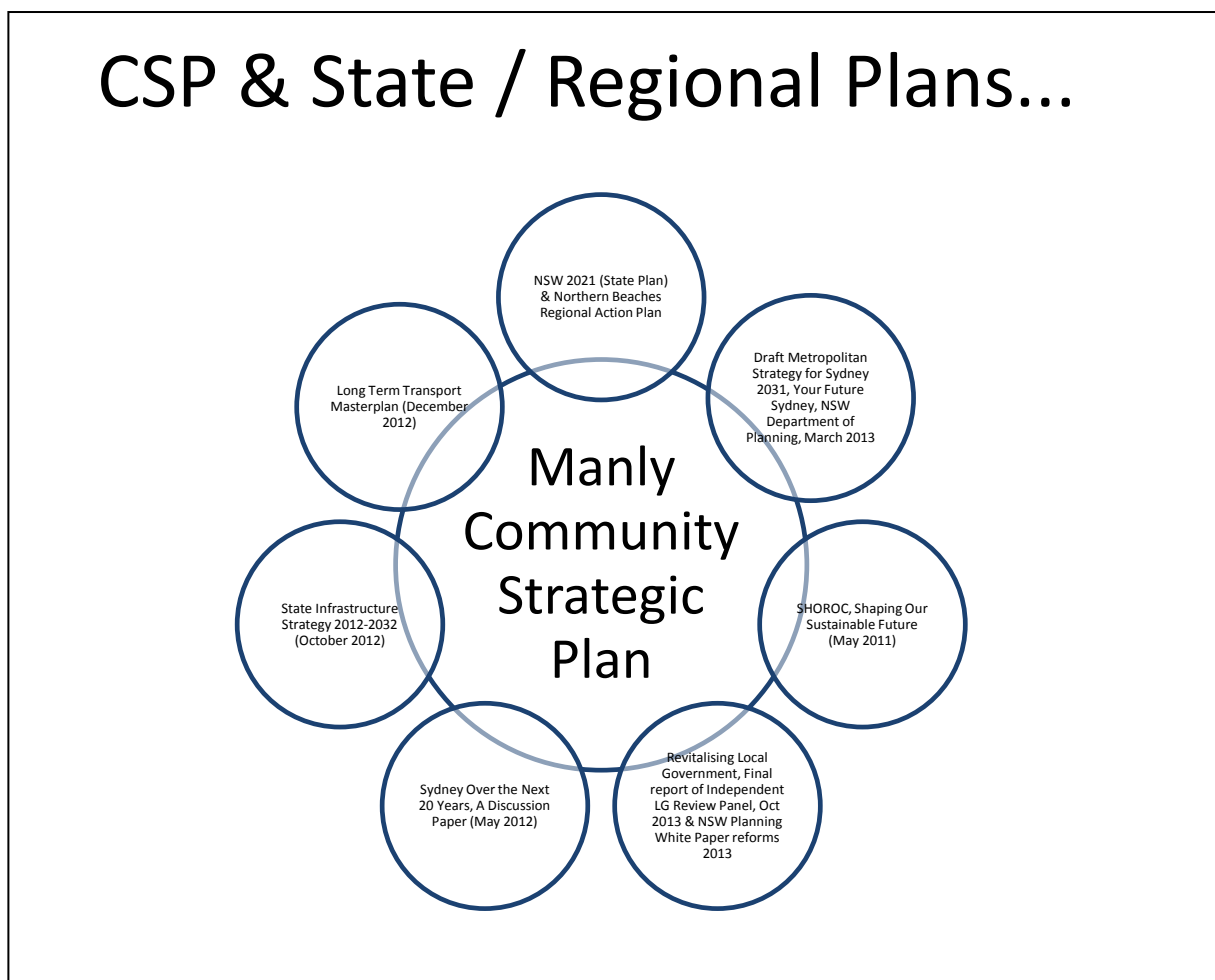 CSP & State / Regional Plans...
NSW 2021 (State Plan)
& Northern Beaches
Regional Action Plan
Draft Metropolitan
Strategy for Sydney
2031, Your Future
Sydney, NSW
Department of
Planning, March 2013
SHOROC, Shaping Our
Sustainable Future
(May 2011)
Revitalising Local
Government, Final
report of Independent
LG Review Panel, Oct
2013 & NSW Planning
White Paper reforms
2013
Sydney Over the Next
20 Years, A Discussion
Paper (May 2012)
State Infrastructure
Strategy 2012-2032
(October 2012)
Long Term Transport
Masterplan (December
2012)
Manly
Community
Strategic
Plan